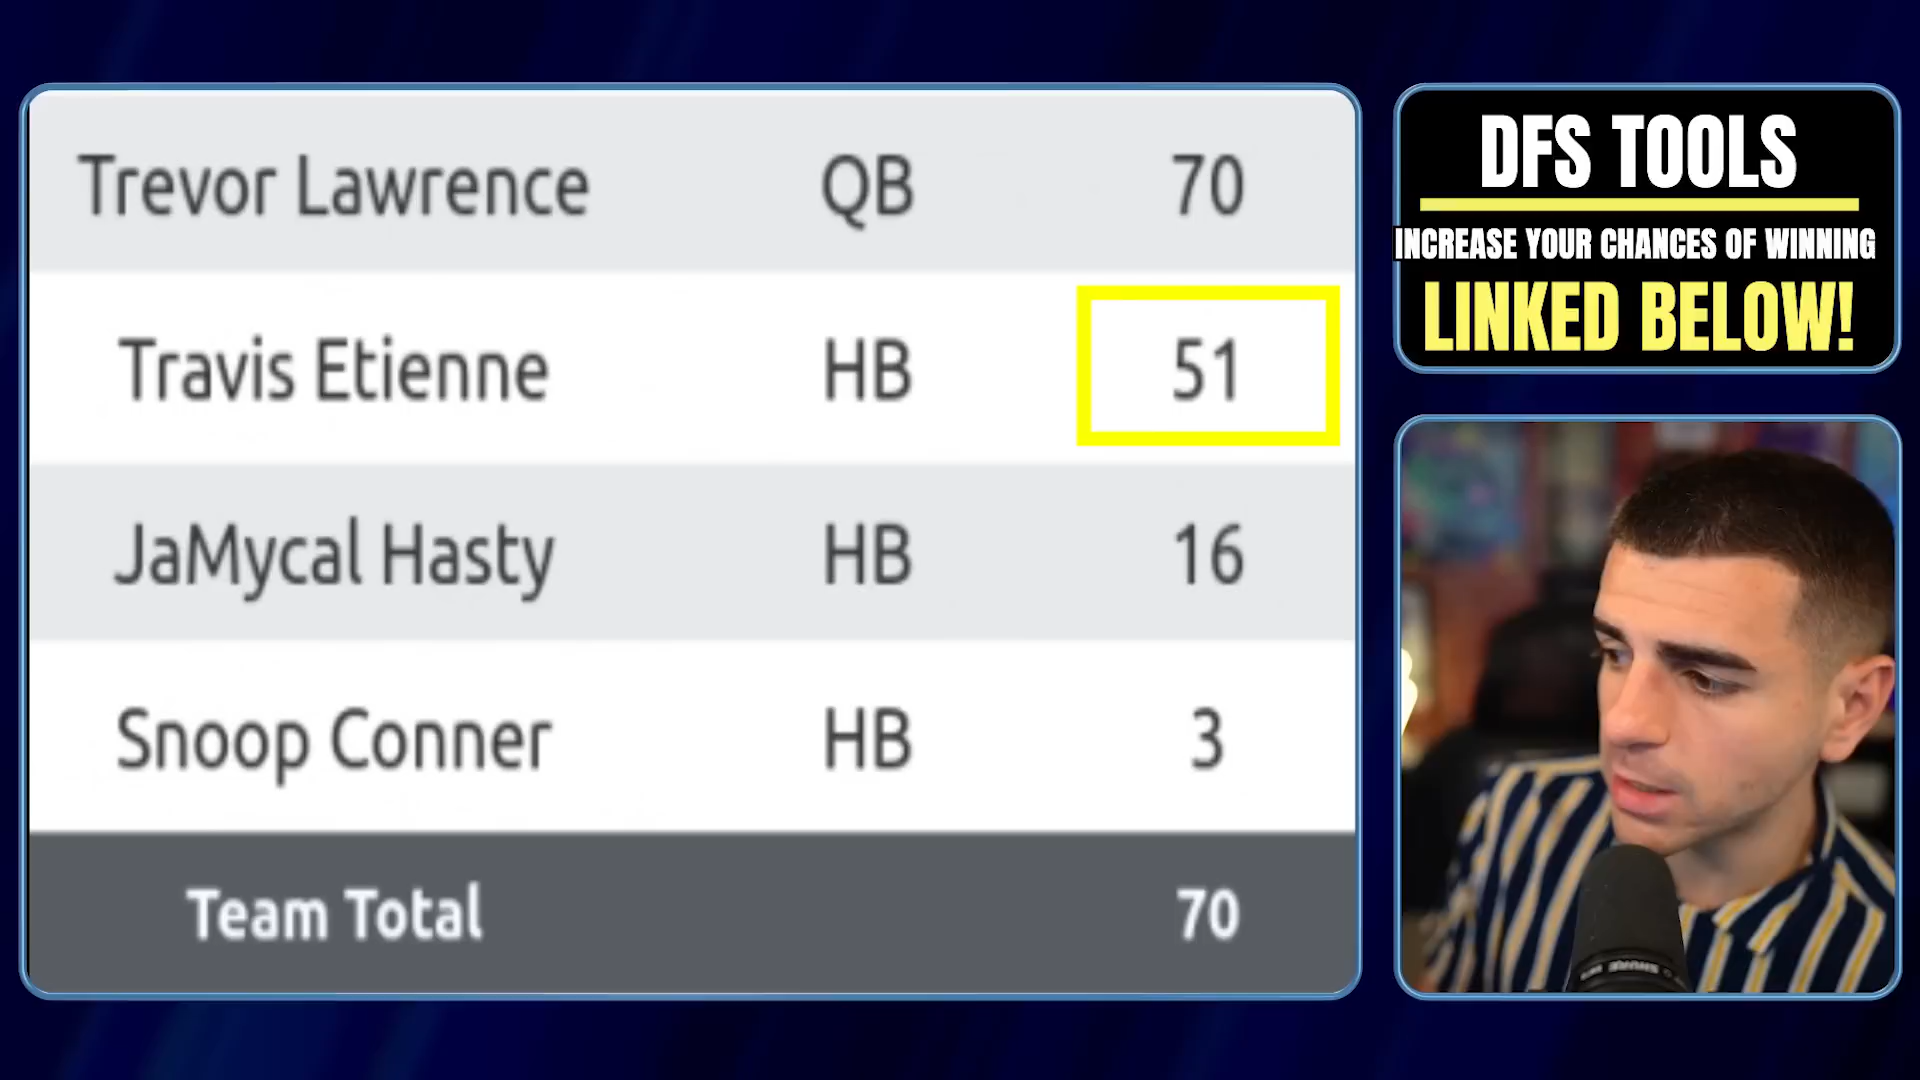 Trevor Lawrence QB 70
Travis Etienne HB 51
JaMycal Hasty HB 16
Snoop Conner HB 3
Team Total 70
DFS TOOLS
INCREASE YOUR CHANCES OF WINNING
LINKED BELOW!
SHURE